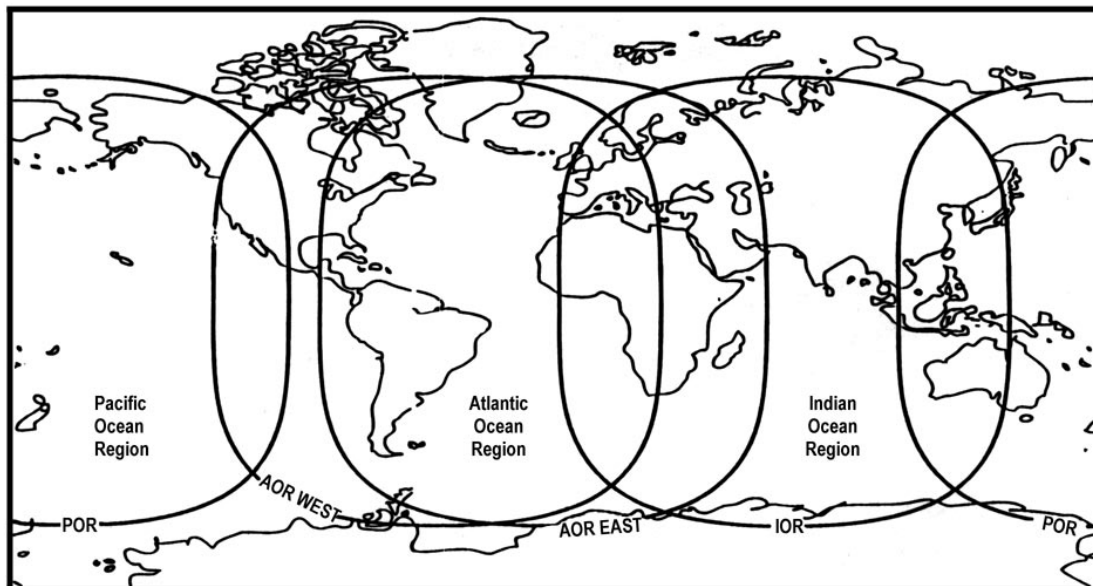 Pacific
Ocean
Region
Atlantic
Ocean
Region
Indian
Ocean
Region
POR
AOR WEST
AOR EAST
IOR
POR